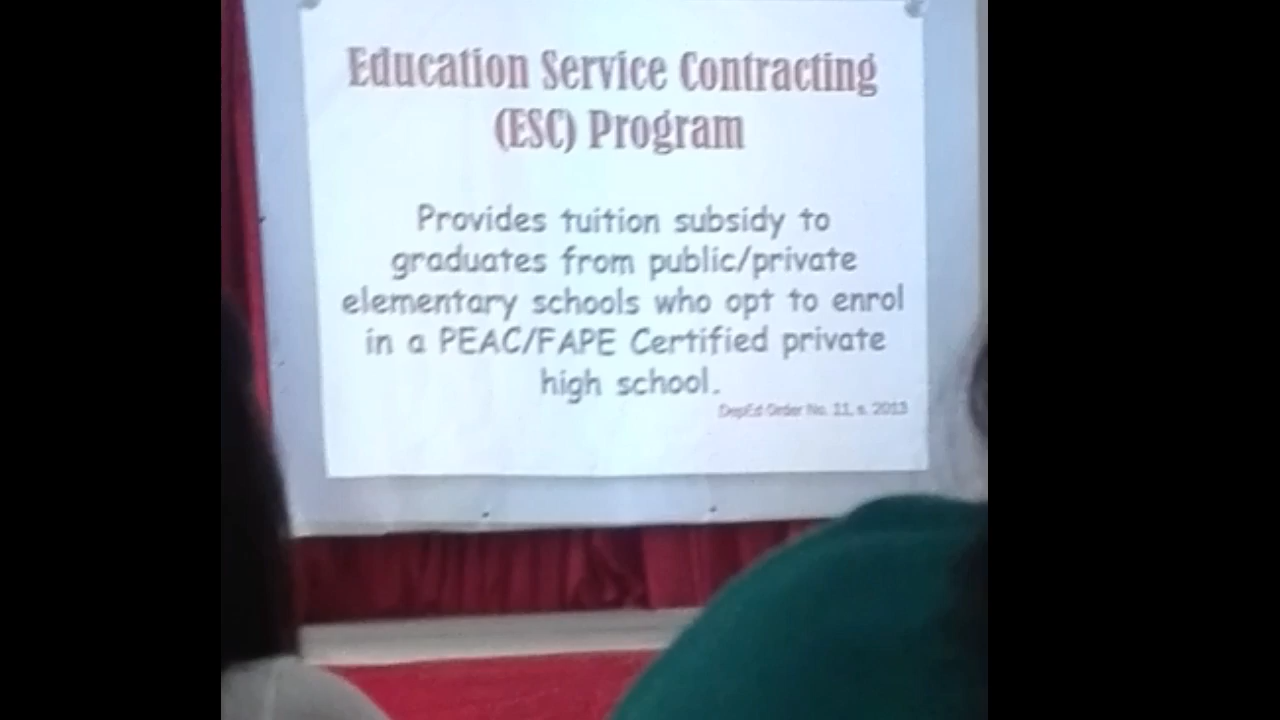 Education Service Contracting
(ESC) Program
Provides tuition subsidy to
graduates from public/private
elementary schools who opt to enrol
in a PEAC/FAPE Certified private
high school.
DepEd Order No. 11, s. 2013